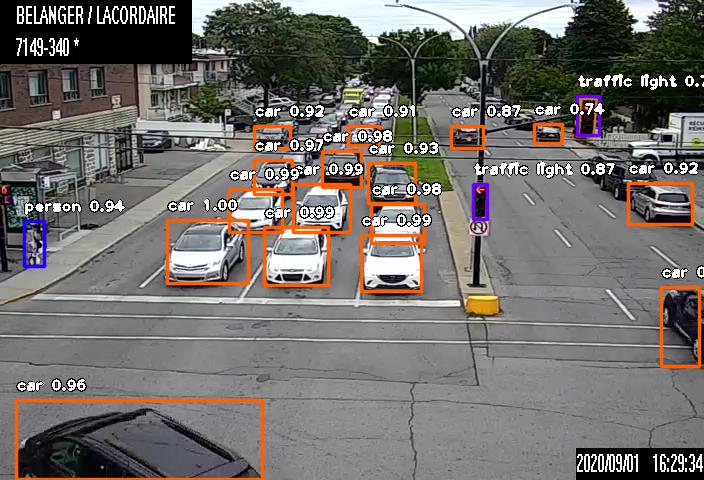 BELANGER / LACORDAIRE
7149-340 *
traffic light 0.7
car 0.92
car 0.91
car 0.87
car 0.74
car 0.98
car 0.97
car 0.93
car 0.99
car 0.99
traffic light 0.87
car 0.92
car 0.98
person 0.94
car 1.00
car 0.99
car 0.99
car 0
car 0.96
2020/09/01 16:29:34